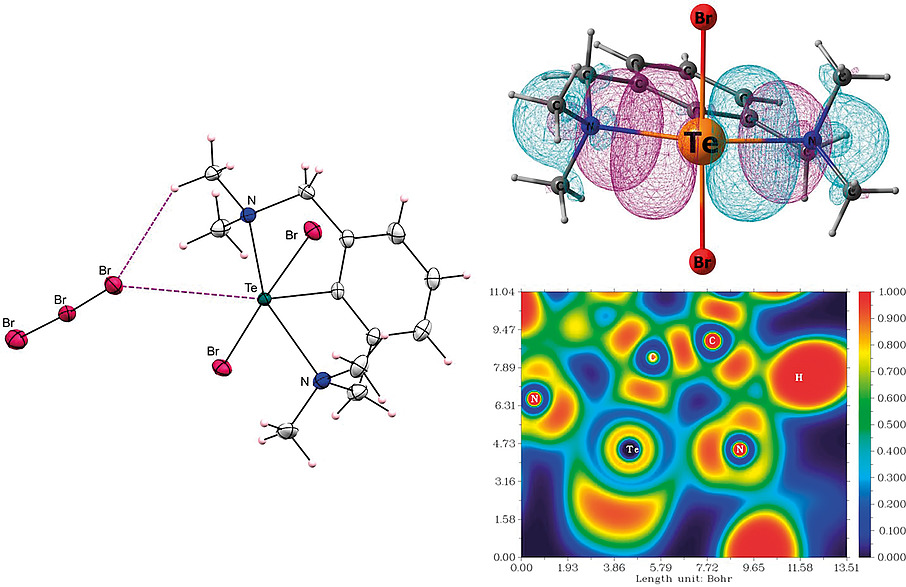 N
Br
Te
Br
Br
Br
Br
N
Br
C
C
C
C
C
C
C
C
N
Te
N
C
C
C
Br
11.04
9.47
7.89
6.31
4.73
3.16
1.58
0.00
C
H
N
Te
N
0.00
1.93
3.86
5.79
7.72
9.65
11.58
13.51
Length unit: Bohr
1.000
0.900
0.800
0.700
0.600
0.500
0.400
0.300
0.200
0.100
0.000